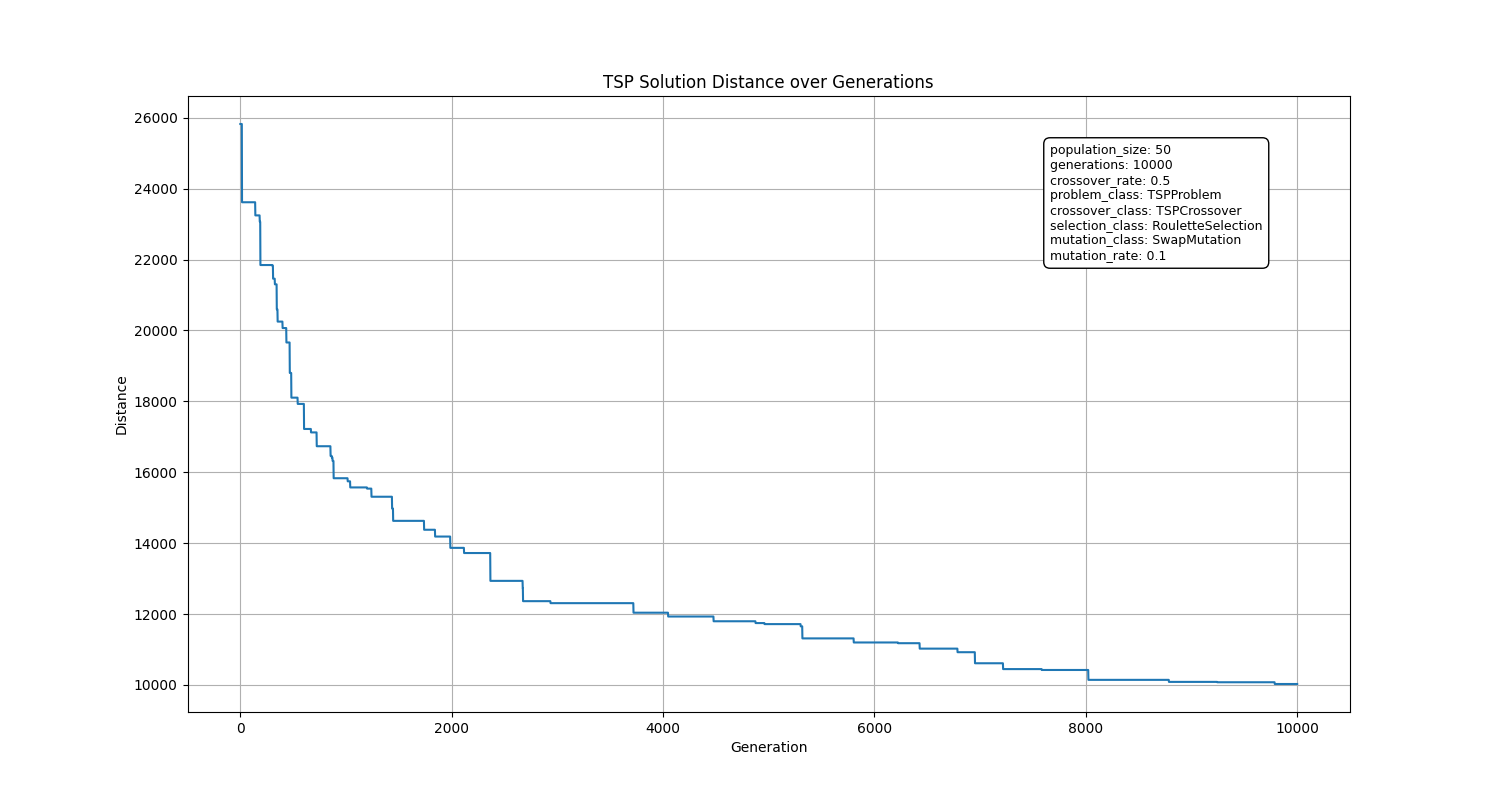 TSP Solution Distance over Generations
26000
24000
22000
20000
18000
16000
14000
12000
10000
Distance
population_size: 50
generations: 10000
crossover_rate: 0.5
problem_class: TSPProblem
crossover_class: TSPCrossover
selection_class: RouletteSelection
mutation_class: SwapMutation
mutation_rate: 0.1
0 2000 4000 6000 8000 10000
Generation